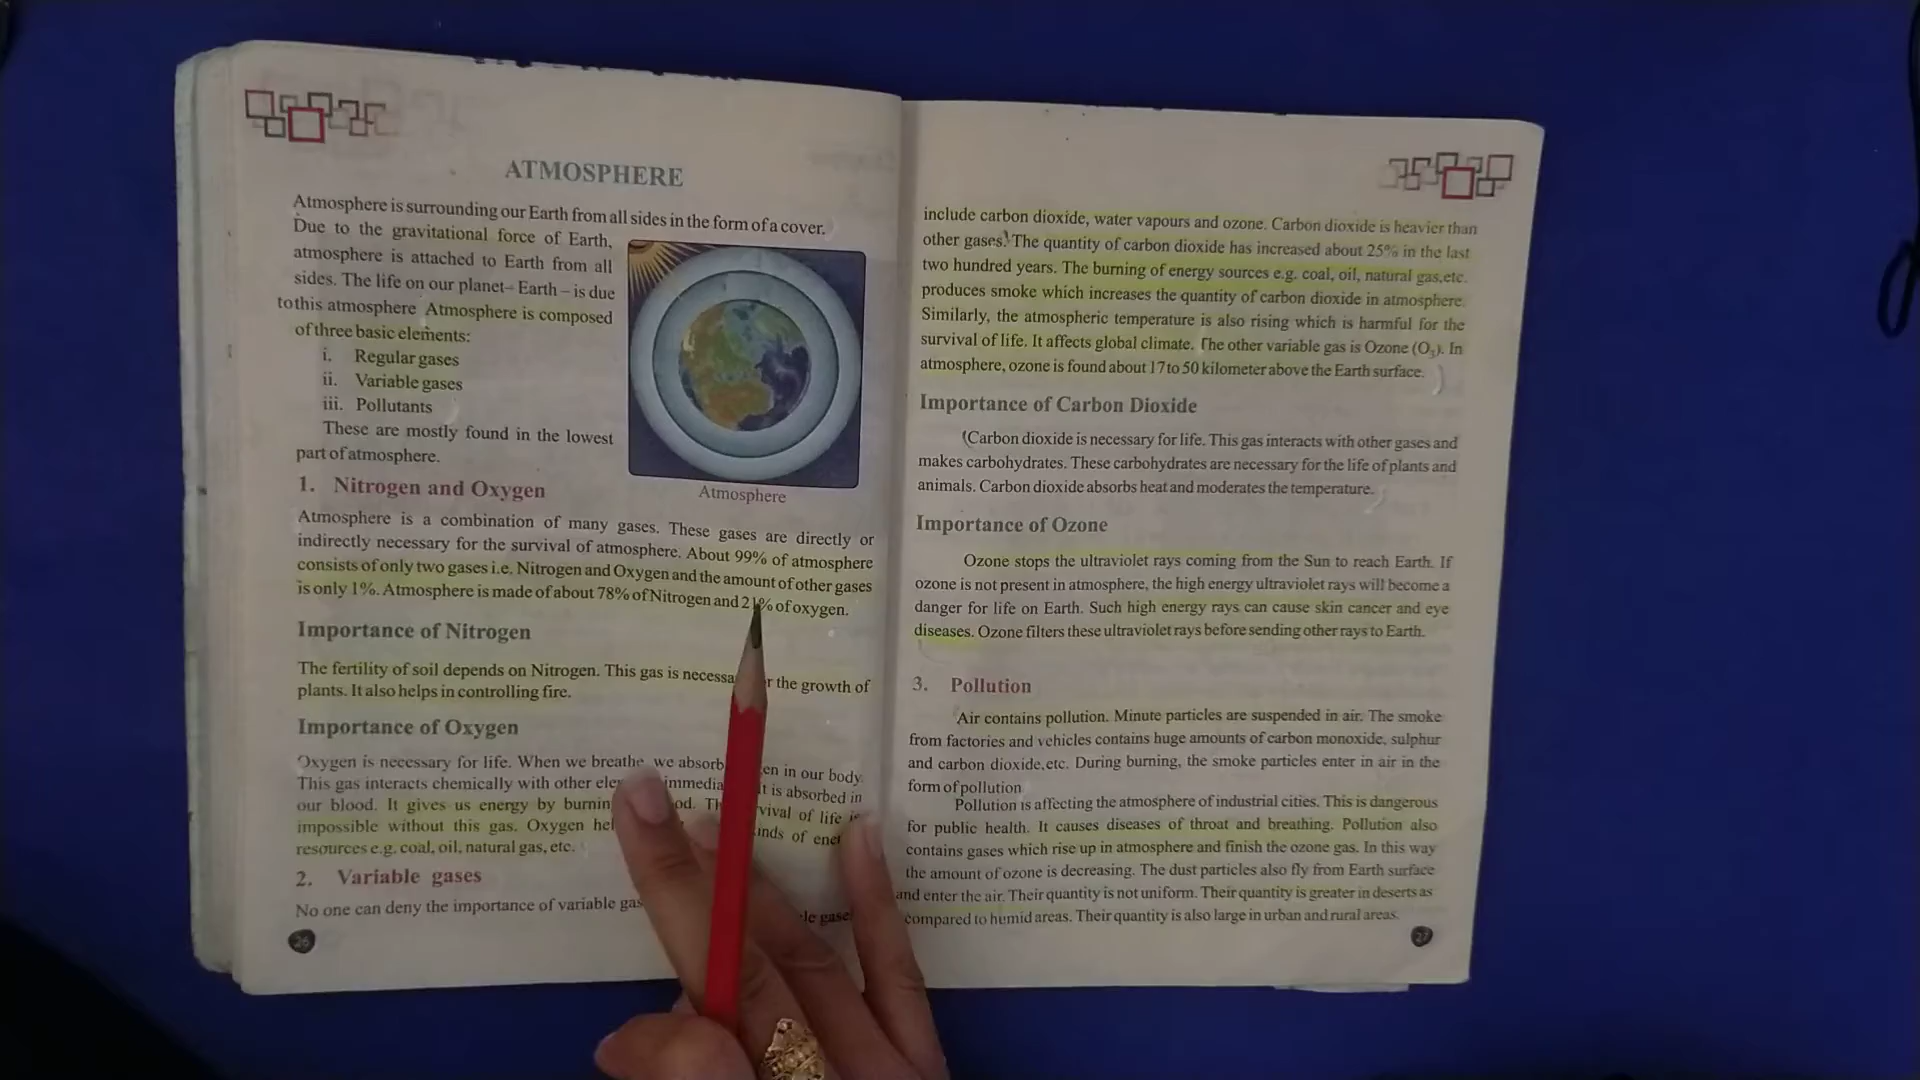 ATMOSPHERE
Atmosphere is surrounding our Earth from all sides in the form of a cover.
Due to the gravitational force of Earth,
atmosphere is attached to Earth from all
sides. The life on our planet– Earth – is due
to this atmosphere Atmosphere is composed
of three basic elements:
i. Regular gases
ii. Variable gases
iii. Pollutants
These are mostly found in the lowest
part of atmosphere.
Atmosphere
1. Nitrogen and Oxygen
Atmosphere is a combination of many gases. These gases are directly or
indirectly necessary for the survival of atmosphere. About 99% of atmosphere
consists of only two gases i.e. Nitrogen and Oxygen and the amount of other gases
is only 1%. Atmosphere is made of about 78% of Nitrogen and 21% of oxygen.
Importance of Nitrogen
The fertility of soil depends on Nitrogen. This gas is the growth of
plants. It also helps in controlling fire.
Importance of Oxygen
Oxygen is necessary for life. When we breathe we in our body.
This gas interacts chemically with other It is absorbed in
our blood. It gives us energy by survival of life is
impossible without this gas. Oxygen kinds of
resources e.g. coal, oil, natural gas, etc.
2. Variable gases
No one can deny the importance of variable
26
include carbon dioxide, water vapours and ozone. Carbon dioxide is heavier than
other gases. The quantity of carbon dioxide has increased about 25% in the last
two hundred years. The burning of energy sources e.g. coal, oil, natural gas,etc.
produces smoke which increases the quantity of carbon dioxide in atmosphere.
Similarly, the atmospheric temperature is also rising which is harmful for the
survival of life. It affects global climate. The other variable gas is Ozone (O₃). In
atmosphere, ozone is found about 17 to 50 kilometer above the Earth surface.
Importance of Carbon Dioxide
Carbon dioxide is necessary for life. This gas interacts with other gases and
makes carbohydrates. These carbohydrates are necessary for the life of plants and
animals. Carbon dioxide absorbs heat and moderates the temperature.
Importance of Ozone
Ozone stops the ultraviolet rays coming from the Sun to reach Earth. If
ozone is not present in atmosphere, the high energy ultraviolet rays will become a
danger for life on Earth. Such high energy rays can cause skin cancer and eye
diseases. Ozone filters these ultraviolet rays before sending other rays to Earth.
3. Pollution
Air contains pollution. Minute particles are suspended in air. The smoke
from factories and vehicles contains huge amounts of carbon monoxide, sulphur
and carbon dioxide,etc. During burning, the smoke particles enter in air in the
form of pollution
Pollution is affecting the atmosphere of industrial cities. This is dangerous
for public health. It causes diseases of throat and breathing. Pollution also
contains gases which rise up in atmosphere and finish the ozone gas. In this way
the amount of ozone is decreasing. The dust particles also fly from Earth surface
and enter the air. Their quantity is not uniform. Their quantity is greater in deserts as
compared to humid areas. Their quantity is also large in urban and rural areas.
27